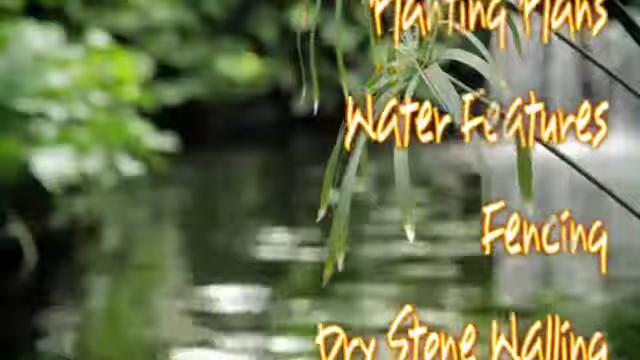 Planting Plans
Water Features
Fencing
Dry Stone Walling